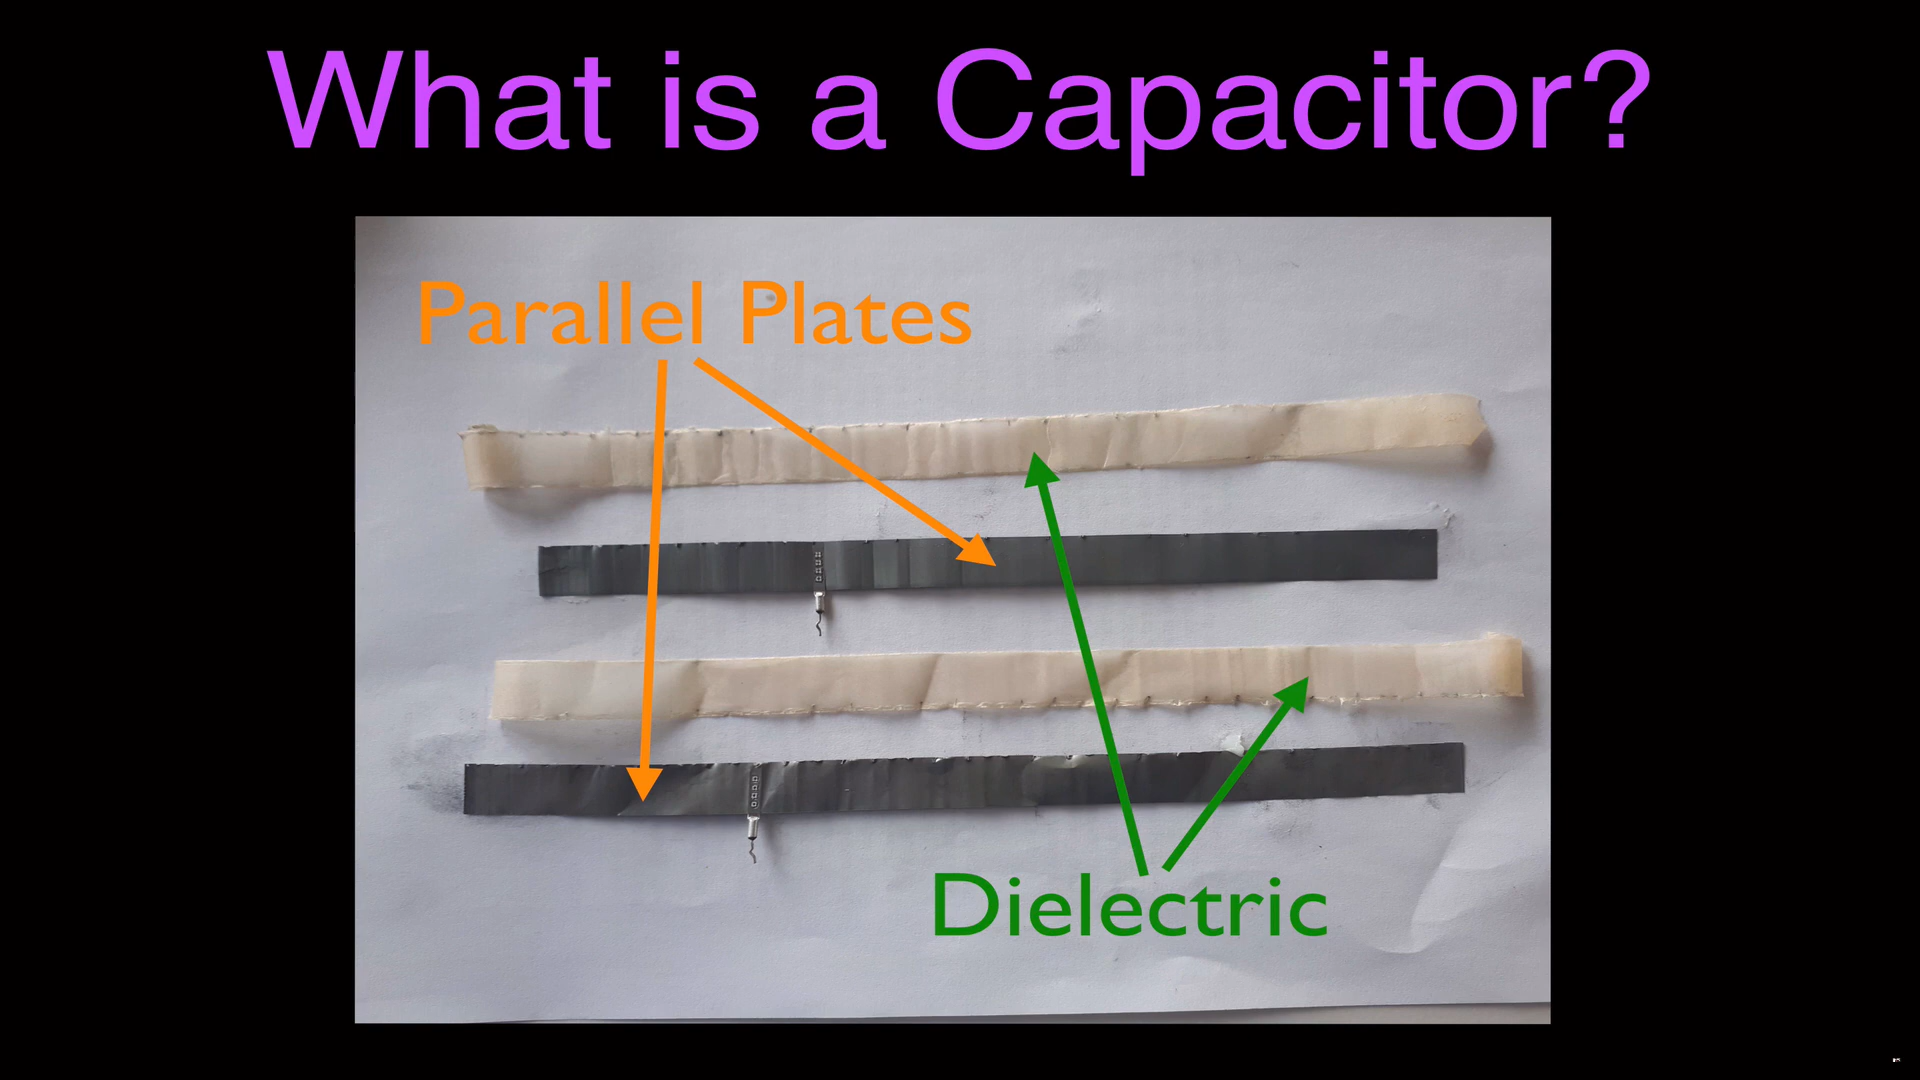 What is a Capacitor?
Parallel Plates
Dielectric